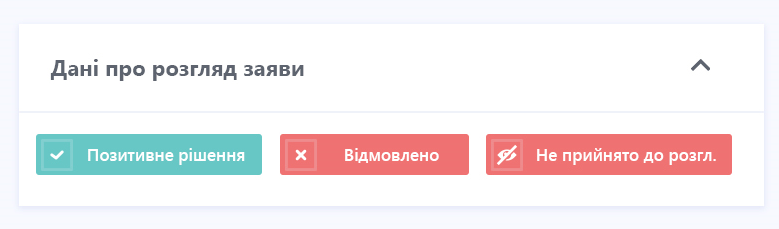 Дані про розгляд заяви
Позитивне рішення
Відмовлено
Не прийнято до розгл.